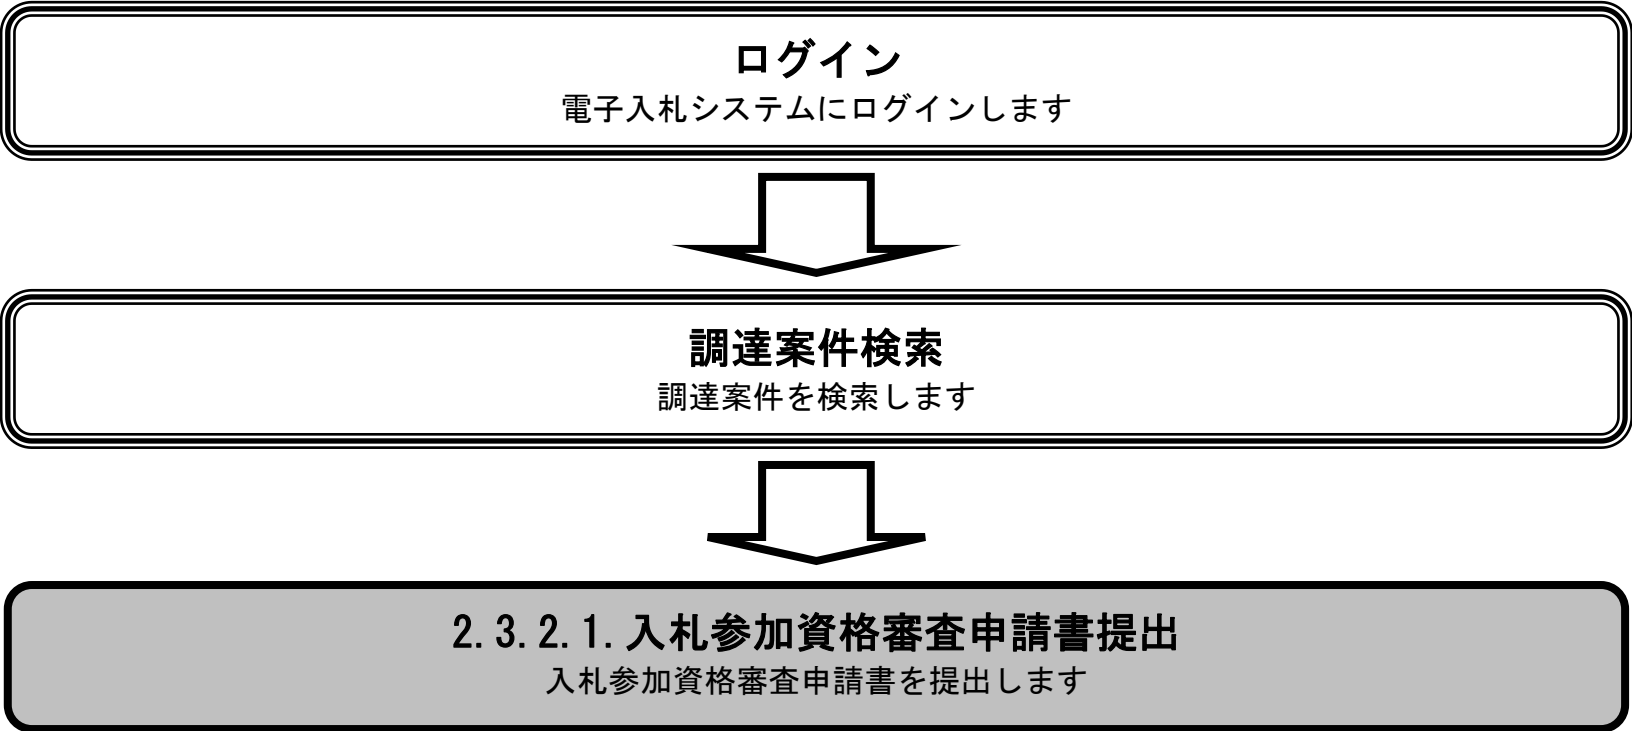 ログイン
電子入札システムにログインします
調達案件検索
調達案件を検索します
2.3.2.1.入札参加資格審査申請書提出
入札参加資格審査申請書を提出します